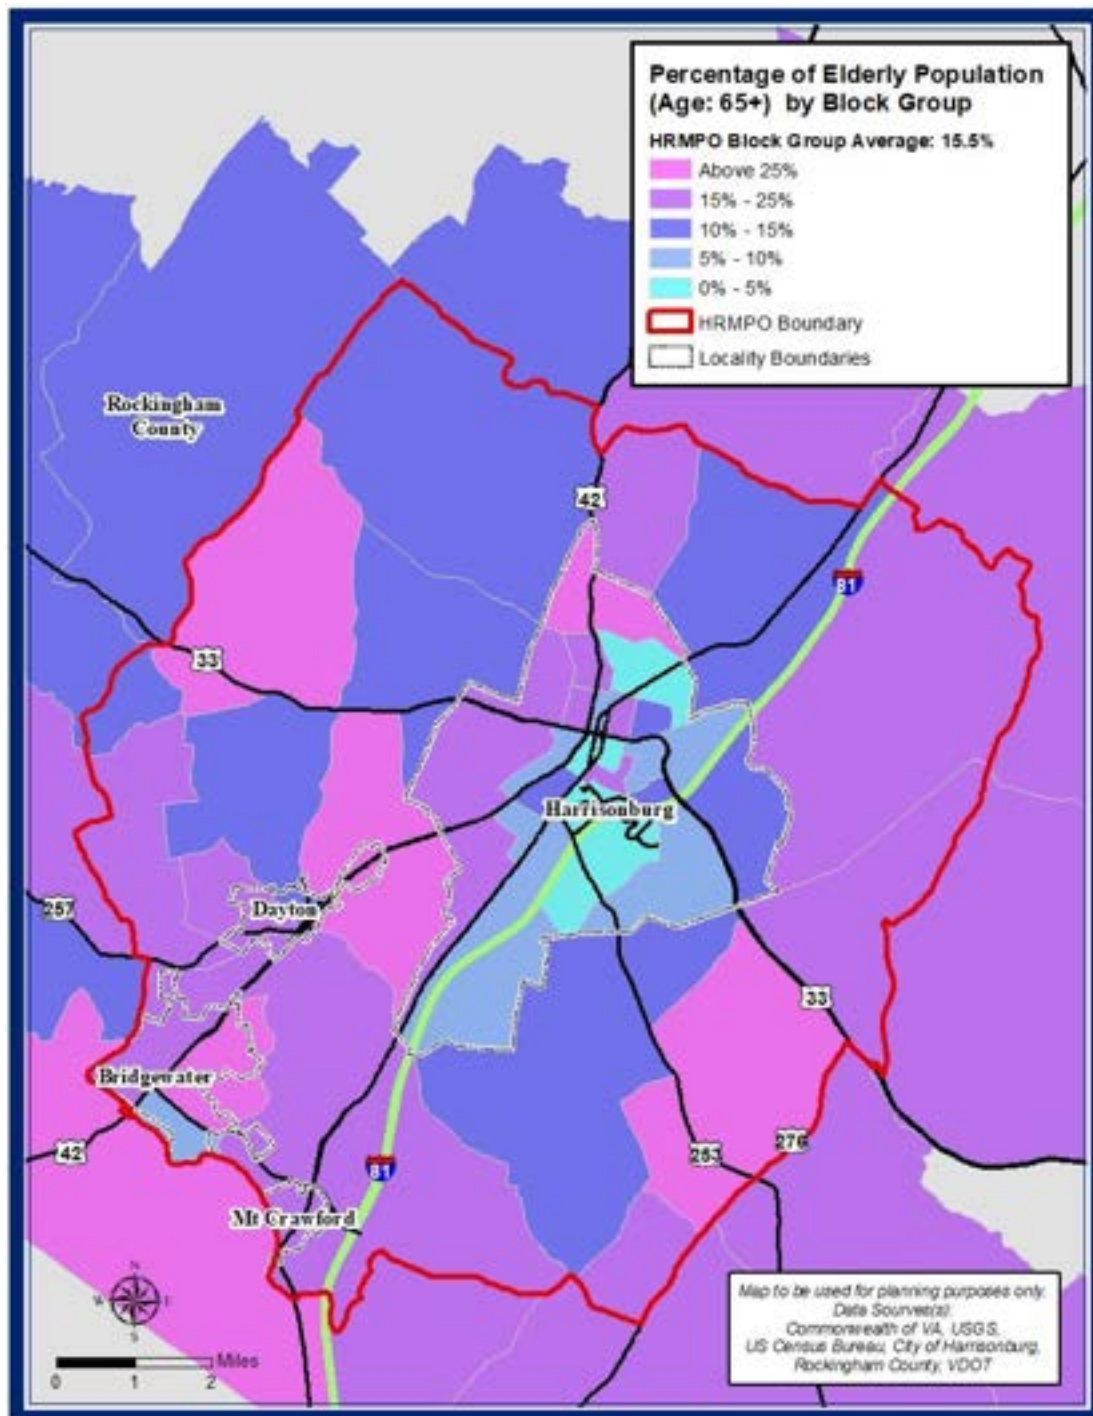 Percentage of Elderly Population
(Age: 65+) by Block Group
HRMPO Block Group Average: 15.5%
Above 25%
15% - 25%
10% - 15%
5% - 10%
0% - 5%
HRMPO Boundary
Locality Boundaries
Rockingham
County
42
81
33
Harrisonburg
257
Dayton
33
Bridgewater
42
253
276
81
Mt Crawford
N
W
E
S
Miles
0
1
2
Map to be used for planning purposes only.
Data Sourves(s):
Commonwealth of VA, USGS,
US Census Bureau, City of Harrisonburg,
Rockingham County, VDOT